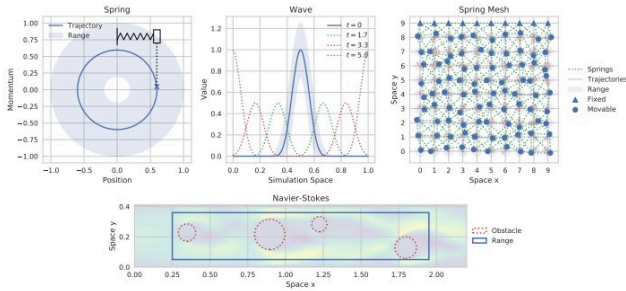 Spring
Trajectory
Range
Momentum
1.00
0.75
0.50
0.25
0.00
−0.25
−0.50
−0.75
−1.00
−1.0 −0.5 0.0 0.5 1.0
Position
Wave
t = 0
t = 1.7
t = 3.3
t = 5.0
Value
1.2
1.0
0.8
0.6
0.4
0.2
0.0
0.0 0.2 0.4 0.6 0.8 1.0
Simulation Space
Spring Mesh
Space y
9
8
7
6
5
4
3
2
1
0
0 1 2 3 4 5 6 7 8 9
Space x
Springs
Trajectories
Range
Fixed
Movable
Navier-Stokes
Space y
0.4
0.2
0.0
0.00 0.25 0.50 0.75 1.00 1.25 1.50 1.75 2.00
Space x
Obstacle
Range